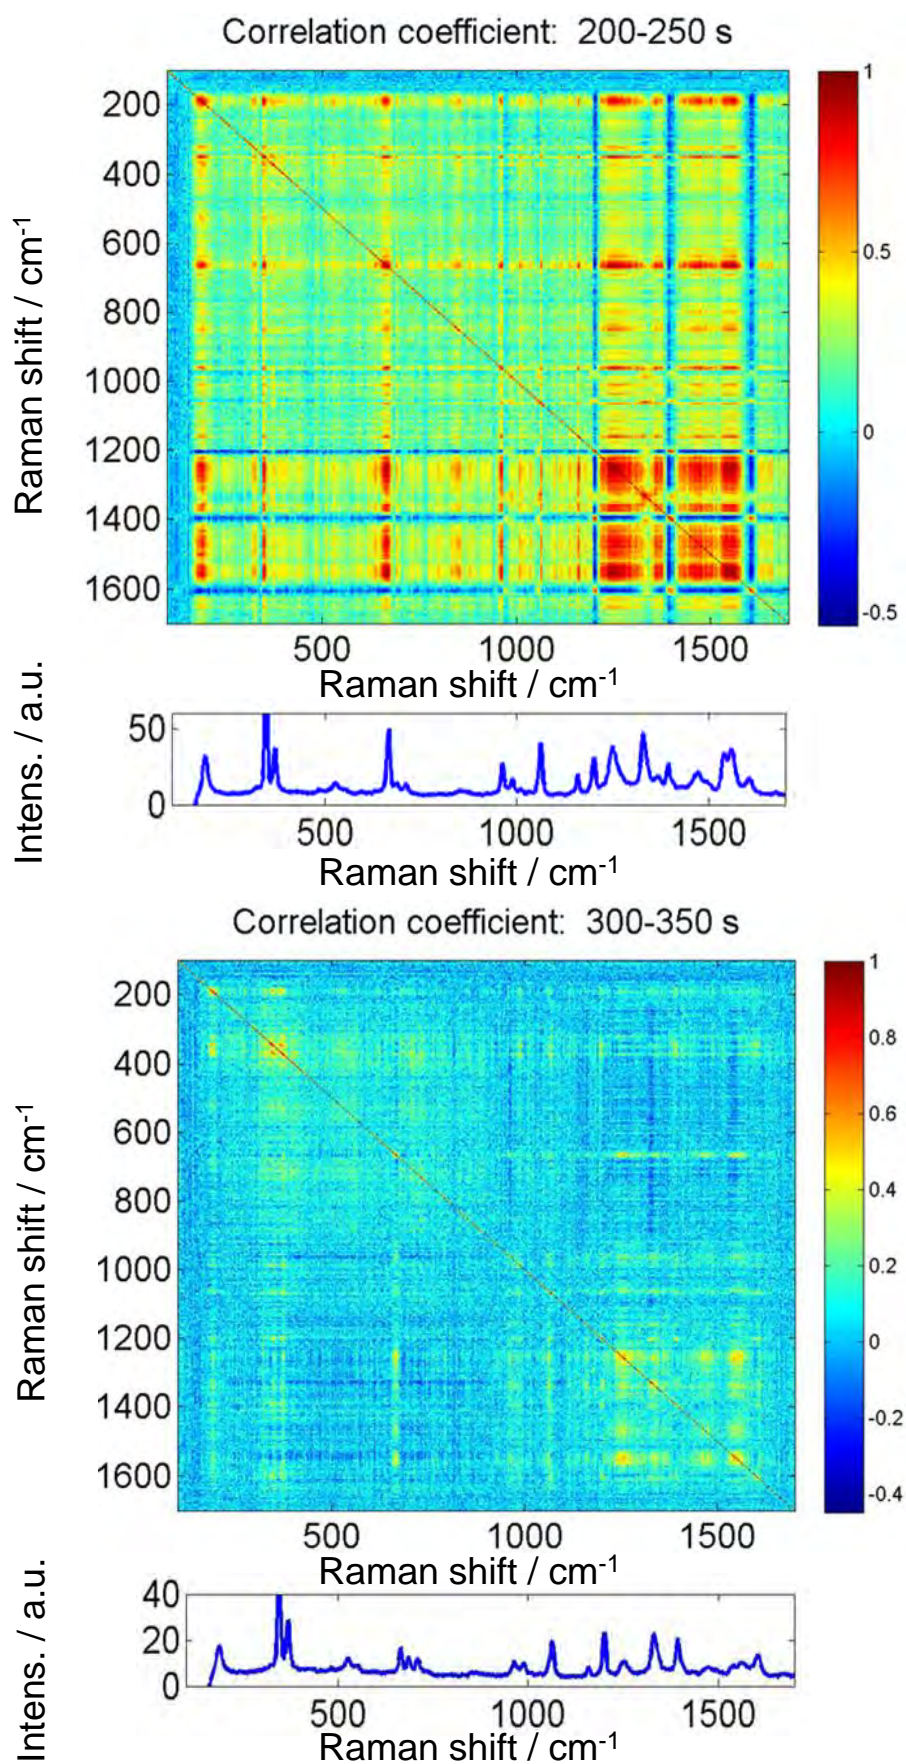 Correlation coefficient: 200-250 s
Raman shift / cm-1
200
400
600
800
1000
1200
1400
1600
500 1000 1500
Raman shift / cm-1
1
0.5
0
-0.5
Intens. / a.u.
50
0
500 1000 1500
Raman shift / cm-1
Correlation coefficient: 300-350 s
Raman shift / cm-1
200
400
600
800
1000
1200
1400
1600
500 1000 1500
Raman shift / cm-1
1
0.8
0.6
0.4
0.2
0
-0.2
-0.4
Intens. / a.u.
40
20
0
500 1000 1500
Raman shift / cm-1